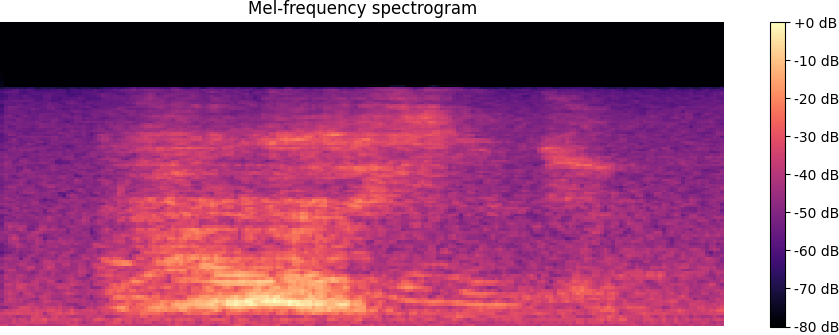 Mel-frequency spectrogram
+0 dB
-10 dB
-20 dB
-30 dB
-40 dB
-50 dB
-60 dB
-70 dB
-80 dB